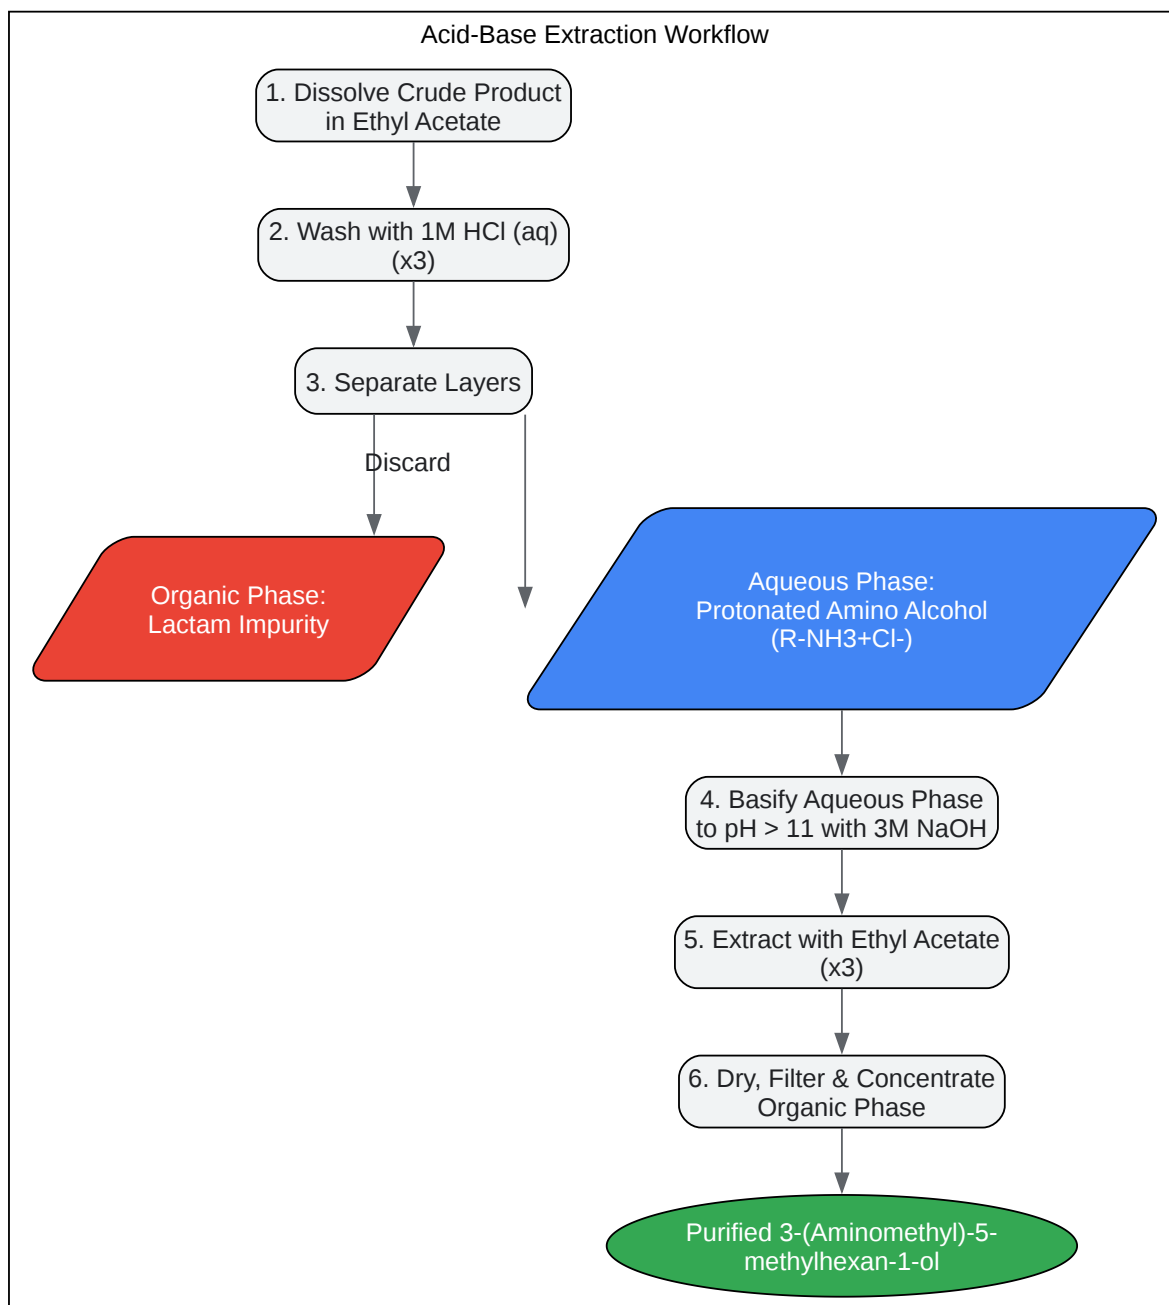 Acid-Base Extraction Workflow
1. Dissolve Crude Product
in Ethyl Acetate
2. Wash with 1M HCl (aq)
(x3)
3. Separate Layers
Discard
Organic Phase:
Lactam Impurity
Aqueous Phase:
Protonated Amino Alcohol
(R-NH3+Cl-)
4. Basify Aqueous Phase
to pH > 11 with 3M NaOH
5. Extract with Ethyl Acetate
(x3)
6. Dry, Filter & Concentrate
Organic Phase
Purified 3-(Aminomethyl)-5-
methylhexan-1-ol